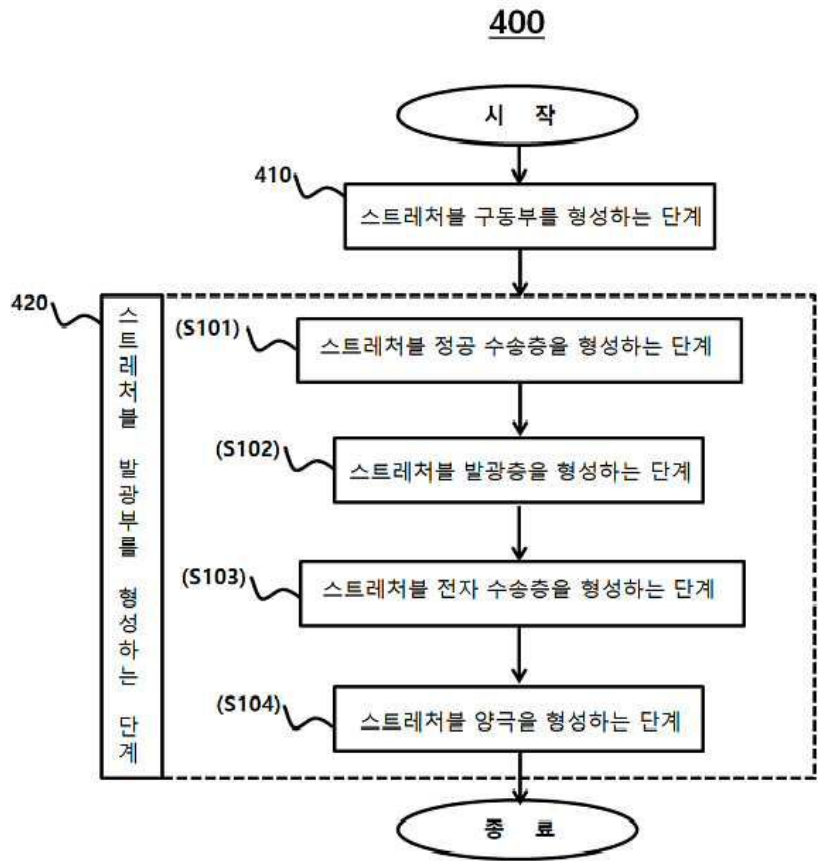 400
시 작
410
스트레처블 구동부를 형성하는 단계
420
스트레처블 발광부를 형성하는 단계
(S101)
스트레처블 정공 수송층을 형성하는 단계
(S102)
스트레처블 발광층을 형성하는 단계
(S103)
스트레처블 전자 수송층을 형성하는 단계
(S104)
스트레처블 양극을 형성하는 단계
종 료